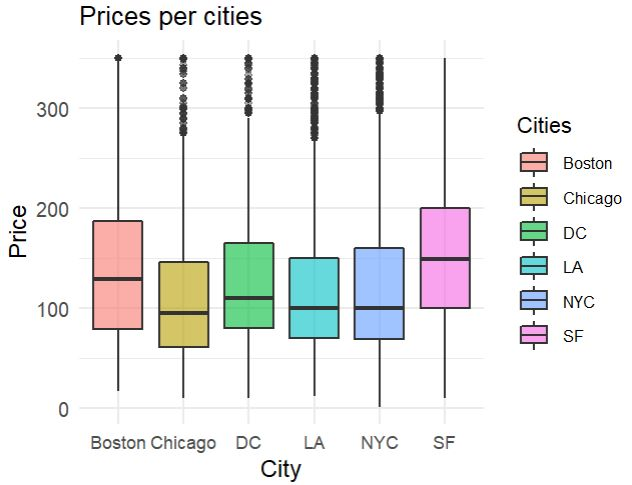 Prices per cities
Price
300
200
100
0
Boston Chicago DC LA NYC SF
City
Cities
Boston
Chicago
DC
LA
NYC
SF